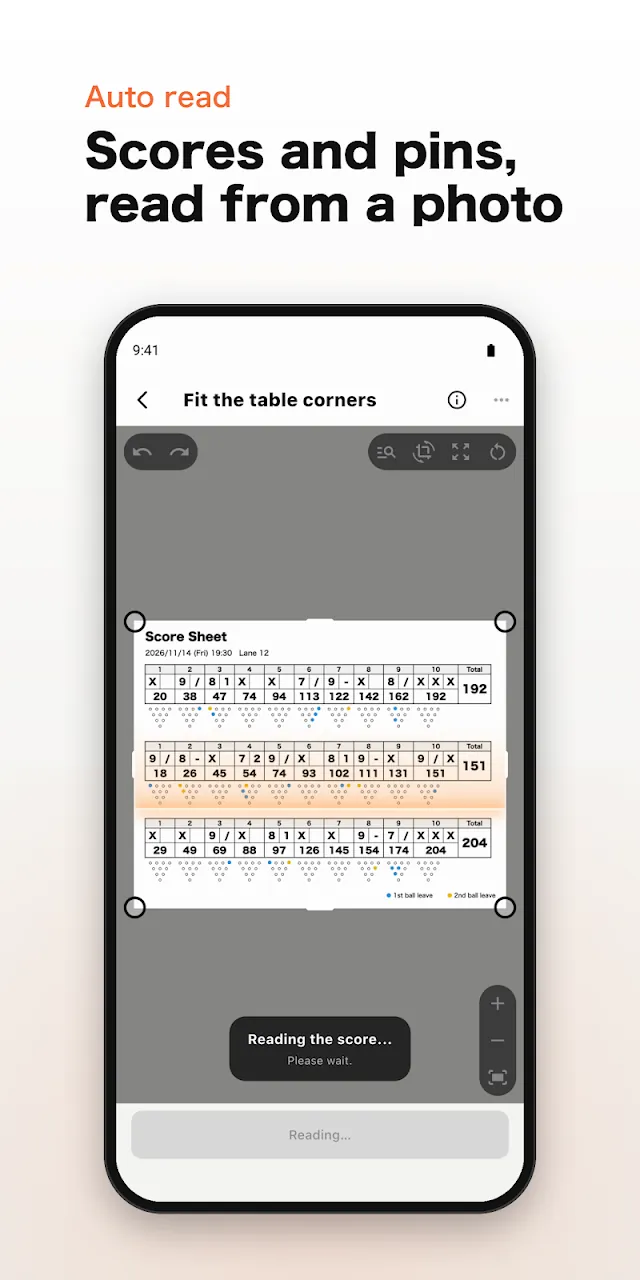 Auto read
Scores and pins,
read from a photo
9:41
Fit the table corners
Score Sheet
2026/11/14 (Fri) 19:30 Lane 12
1 2 3 4 5 6 7 8 9 10 Total
X 9 / 8 1 X X 7 / 9 - X 8 / X X X
20 38 47 74 94 113 122 142 162 192 192
1 2 3 4 5 6 7 8 9 10 Total
9 / 8 - X 7 2 9 / X 8 1 9 - X 9 / X
18 26 45 54 74 93 102 111 131 151 151
1 2 3 4 5 6 7 8 9 10 Total
X X 9 / X 8 1 X X 9 - 7 / X X X
29 49 69 88 97 126 145 154 174 204 204
1st ball leave 2nd ball leave
Reading the score...
Please wait.
Reading...